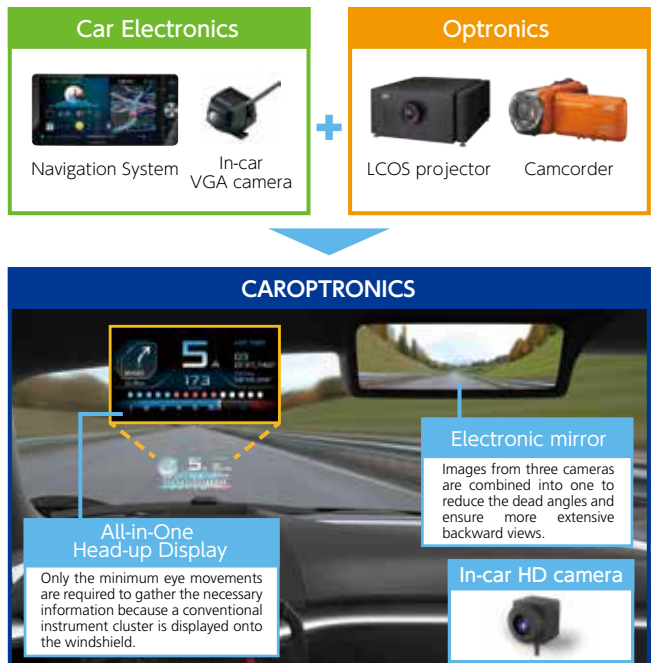 Car Electronics
Navigation System
In-car
VGA camera
Optronics
LCOS projector
Camcorder
CAROPTRONICS
5
A
173
Electronic mirror
Images from three cameras
are combined into one to
reduce the dead angles and
ensure more extensive
backward views.
All-in-One
Head-up Display
Only the minimum eye movements
are required to gather the necessary
information because a conventional
instrument cluster is displayed onto
the windshield.
In-car HD camera